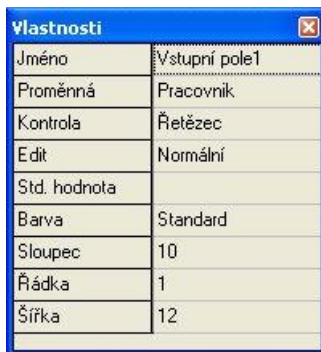 Vlastnosti
Jméno Vstupní pole1
Proměnná Pracovnik
Kontrola Řetězec
Edit Normální
Std. hodnota
Barva Standard
Sloupec 10
Řádka 1
Šířka 12